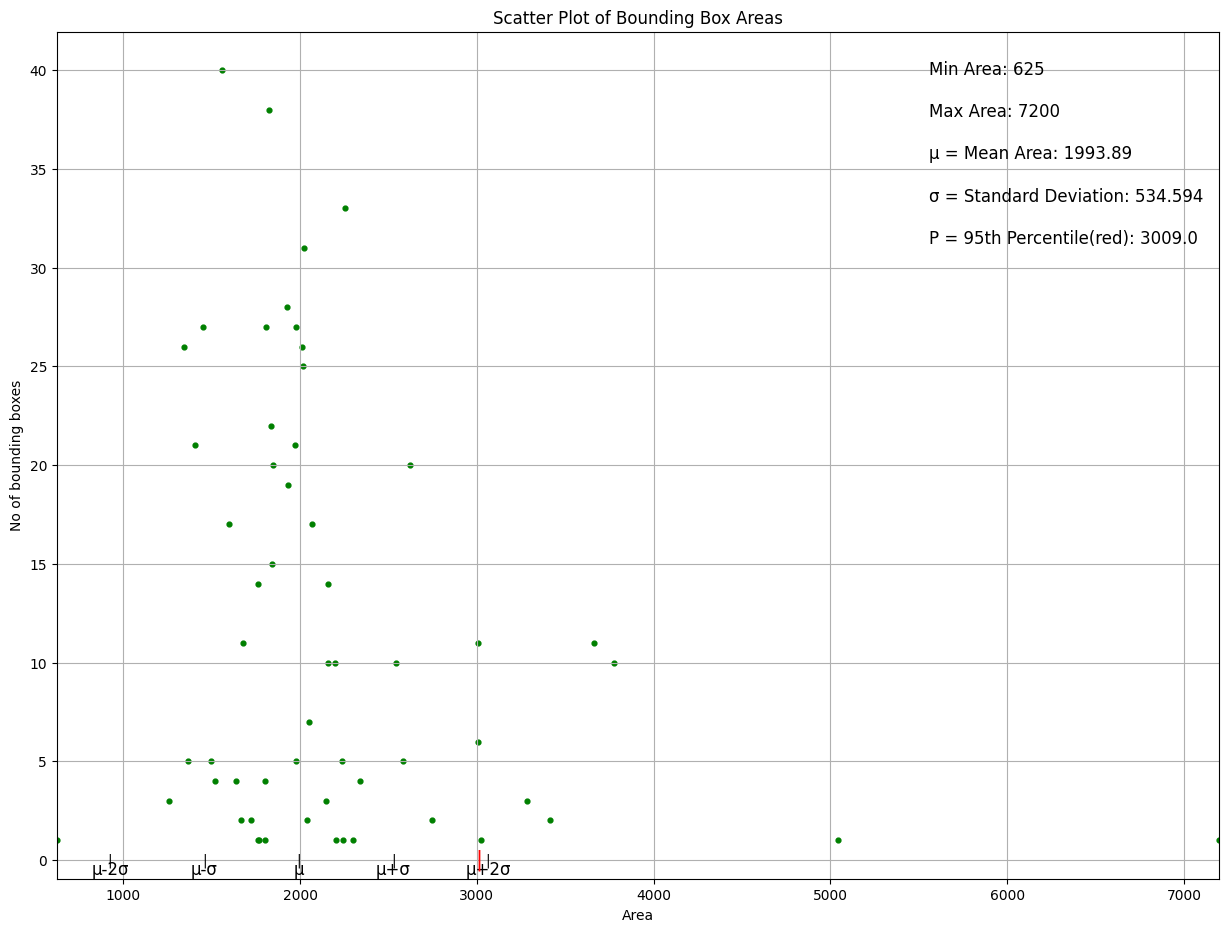 Scatter Plot of Bounding Box Areas
40
35
30
25
20
15
10
5
0
No of bounding boxes
Min Area: 625
Max Area: 7200
μ = Mean Area: 1993.89
σ = Standard Deviation: 534.594
P = 95th Percentile(red): 3009.0
μ-2σ μ-σ μ μ+σ μ+2σ
1000 2000 3000 4000 5000 6000 7000
Area